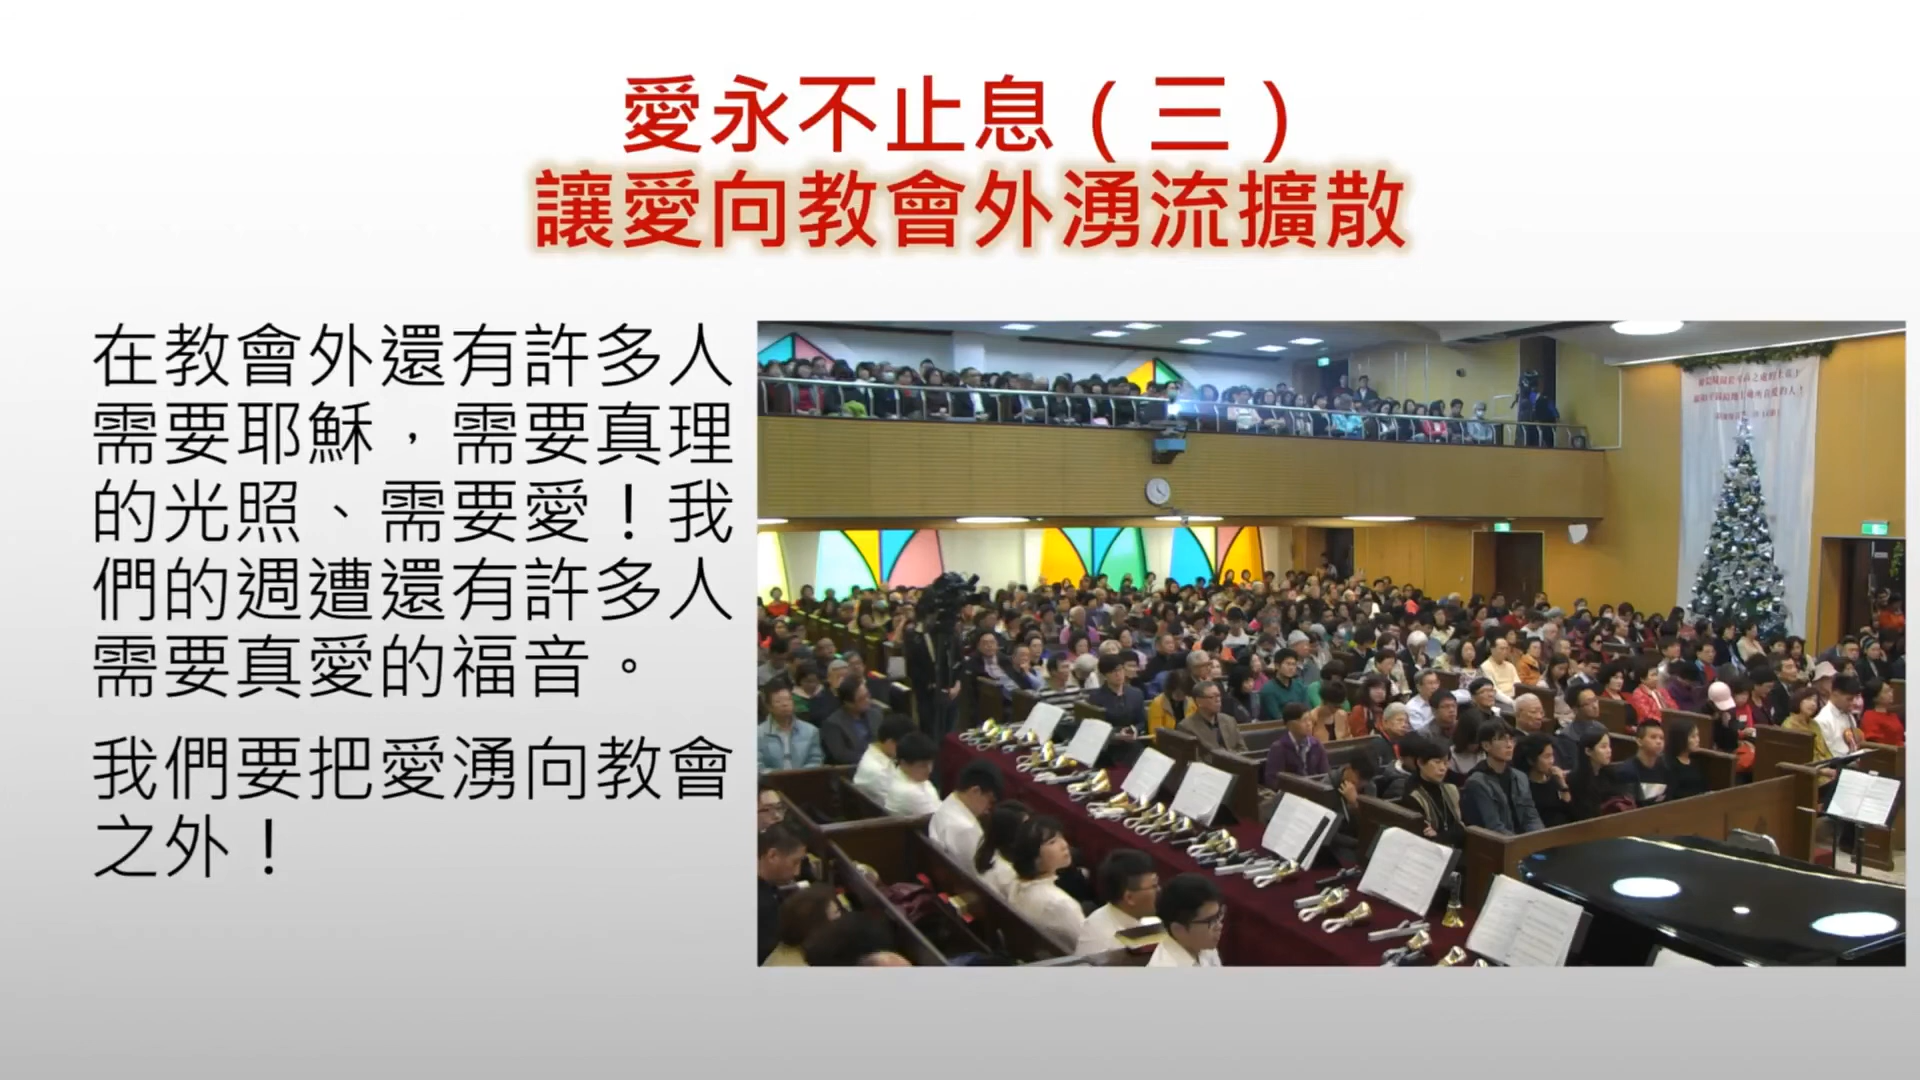 愛永不止息（三）
讓愛向教會外湧流擴散
在教會外還有許多人
需要耶穌，需要真理
的光照、需要愛！我
們的週遭還有許多人
需要真愛的福音。
我們要把愛湧向教會
之外！